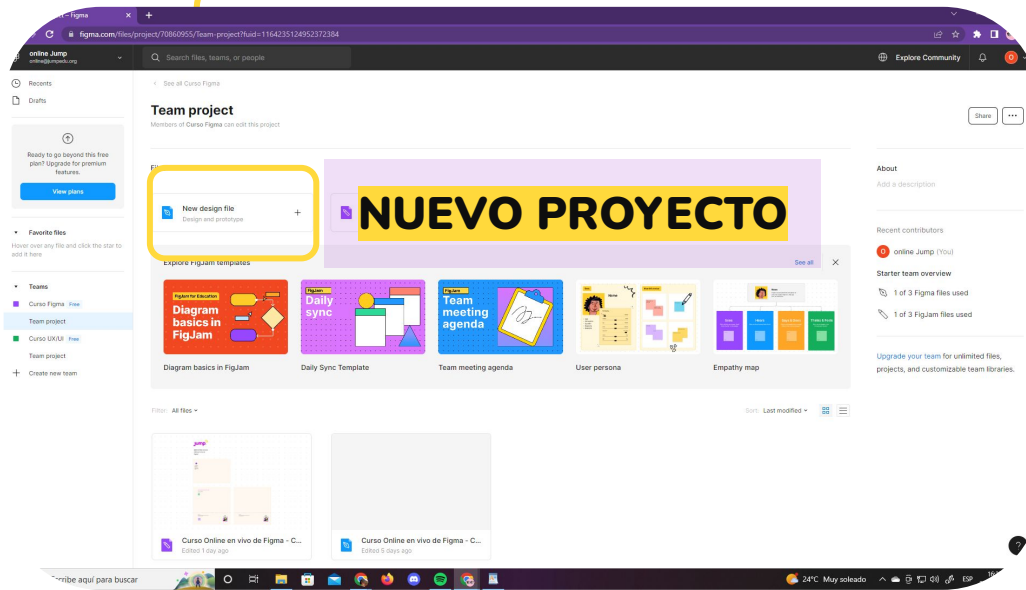 – Figma
figma.com/files/project/70860955/Team-project?fuid=1164235124952372384
online Jump
online@jumpedu.org
Search files, teams, or people
Explore Community
O
Recents
Drafts
Ready to go beyond this free
plan? Upgrade for premium
features.
View plans
Favorite files
Hover over any file and click the star to
add it here
Teams
Curso Figma Free
Team project
Curso UX/UI Free
Team project
Create new team
See all Curso Figma
Team project
Members of Curso Figma can edit this project
Share
New design file
Design and prototype
NUEVO PROYECTO
Explore FigJam templates
See all
FigJam for Education
Diagram
basics in
FigJam
Diagram basics in FigJam
FigJam
Daily
sync
Daily Sync Template
FigJam
Team
meeting
agenda
Team meeting agenda
User persona
Empathy map
Filter: All files
Sort: Last modified
jump
Curso Online en vivo de Figma - C...
Edited 1 day ago
Curso Online en vivo de Figma - C...
Edited 5 days ago
About
Add a description
Recent contributors
O online Jump (You)
Starter team overview
1 of 3 Figma files used
1 of 3 FigJam files used
Upgrade your team for unlimited files,
projects, and customizable team libraries.
?
aquí para buscar
24°C Muy soleado
ESP